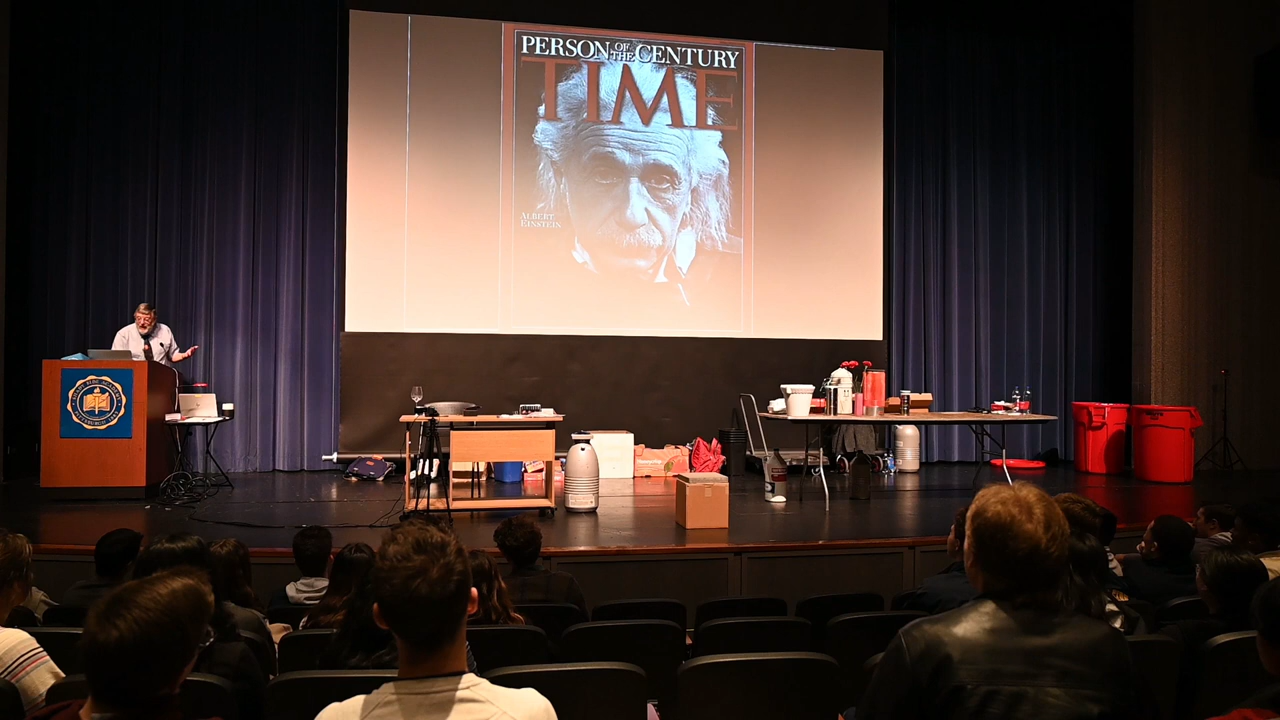 PERSON OF THE CENTURY
TIME
ALBERT
EINSTEIN